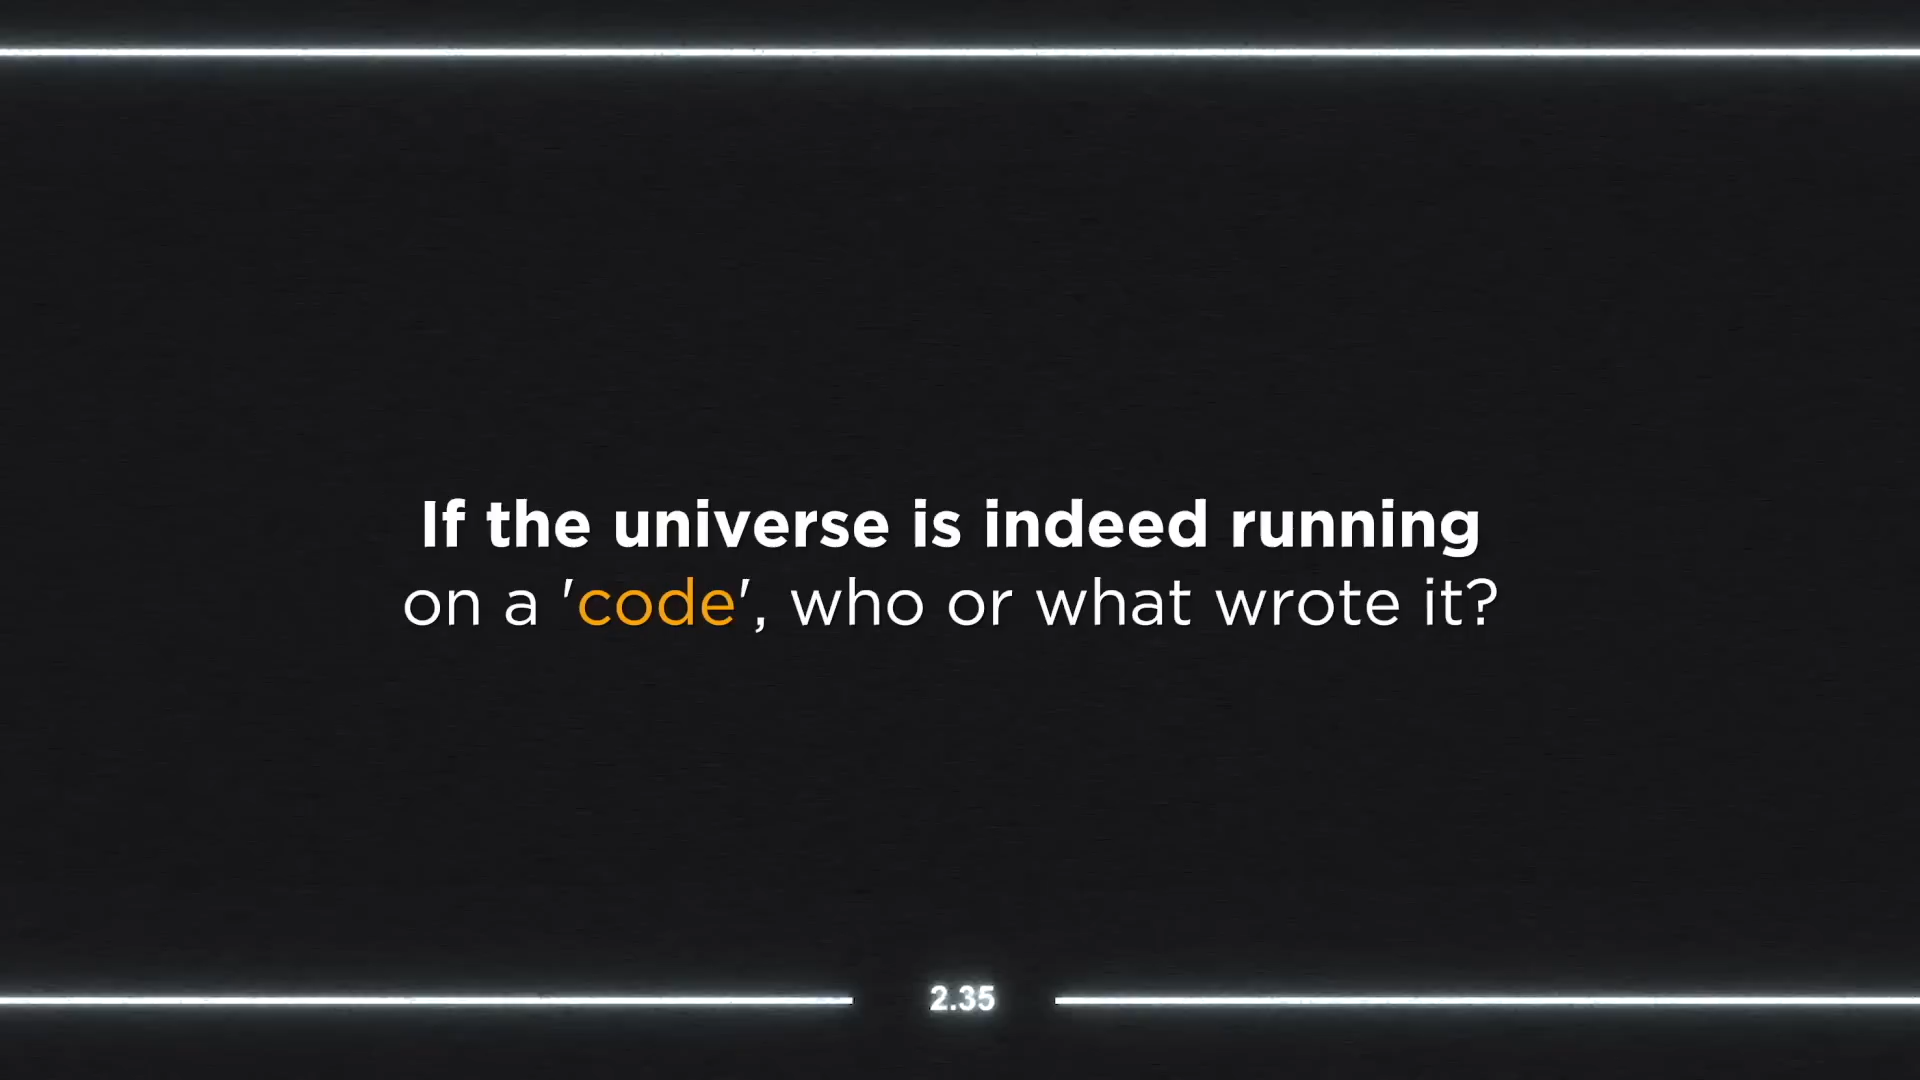 If the universe is indeed running
on a 'code', who or what wrote it?
2.35